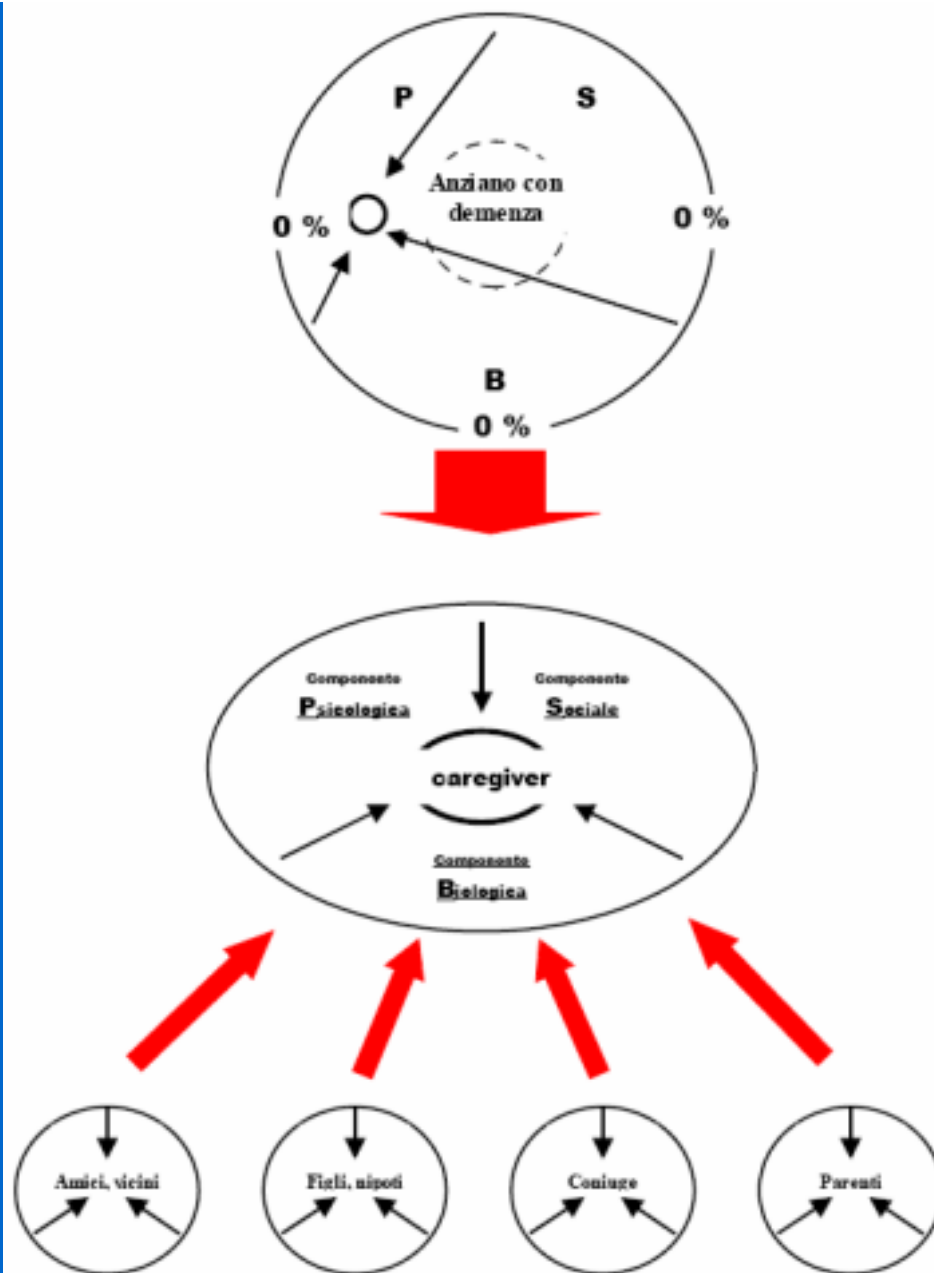 P S
Anziano con
demenza
0 % 0 %
B
0 %
Componente Componente
Psicologica Sociale
caregiver
Componente
Biologica
Amici, vicini Figli, nipoti Coniuge Parenti